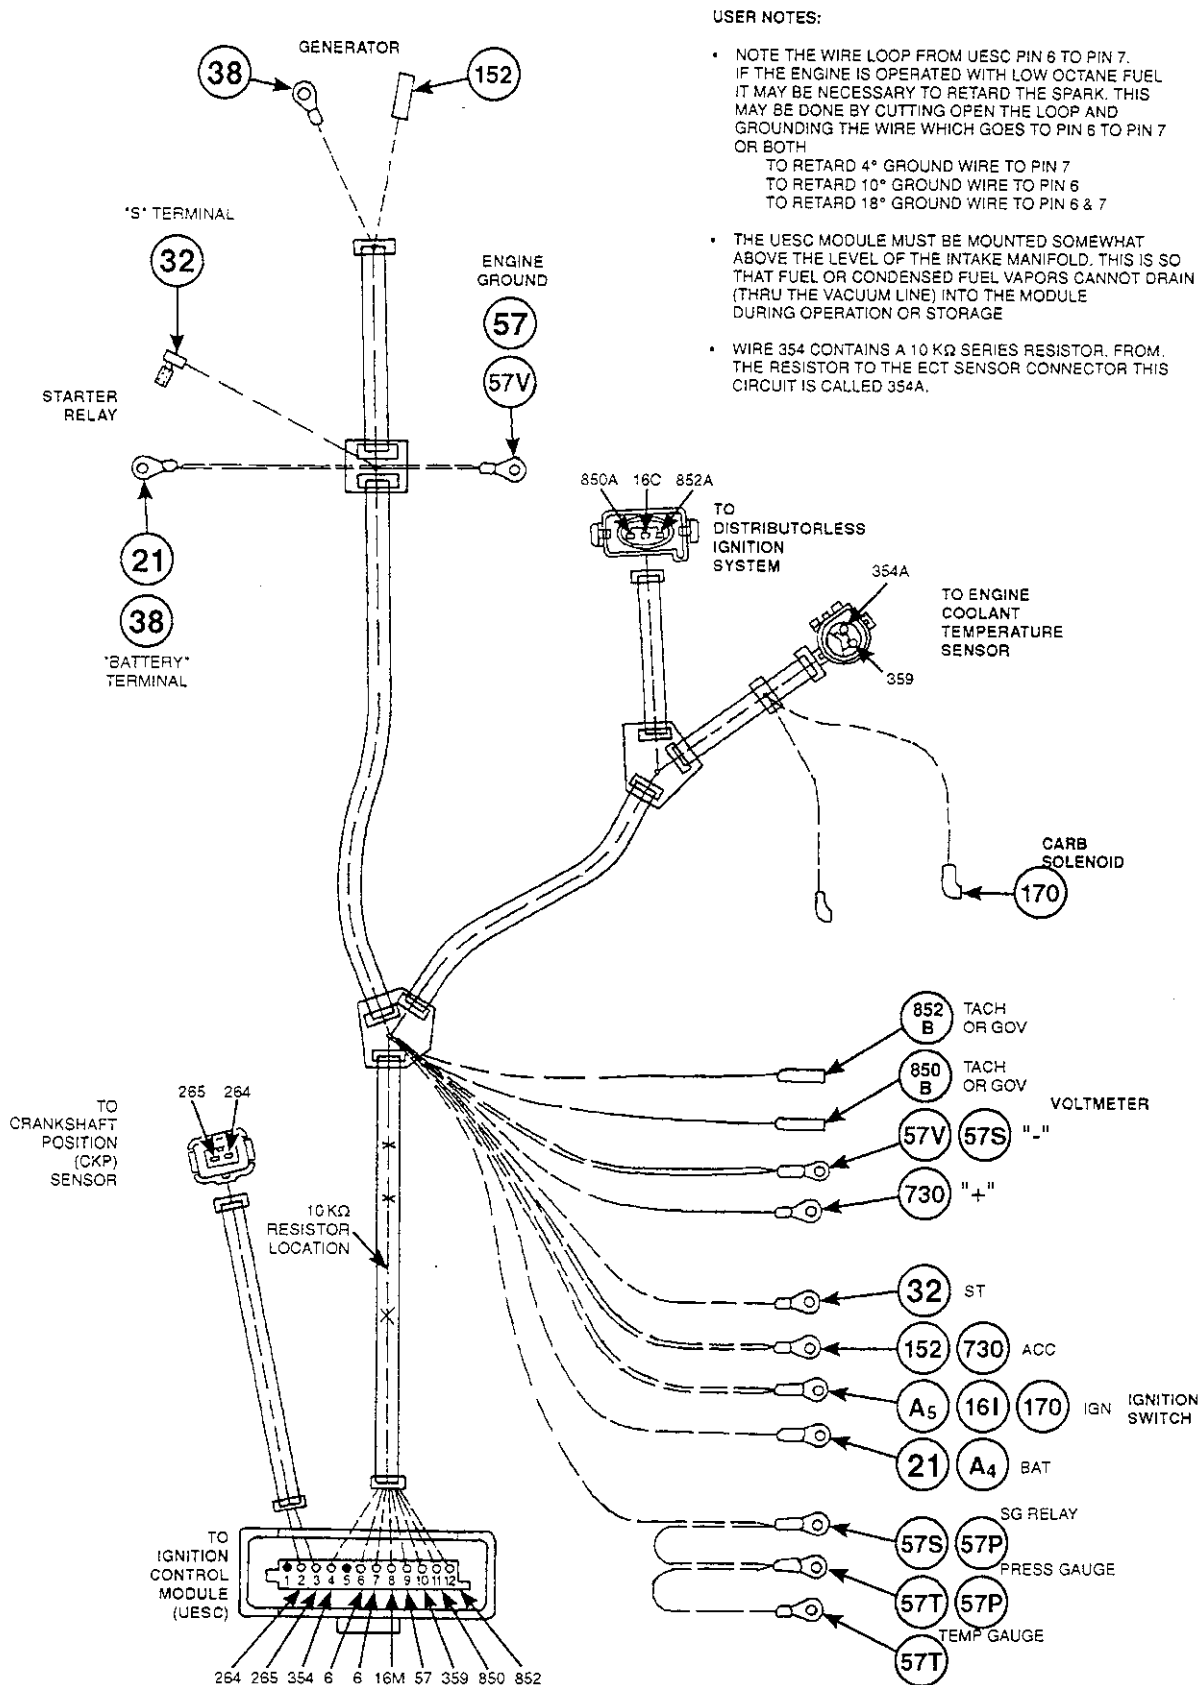 USER NOTES:
• NOTE THE WIRE LOOP FROM UESC PIN 6 TO PIN 7.
IF THE ENGINE IS OPERATED WITH LOW OCTANE FUEL
IT MAY BE NECESSARY TO RETARD THE SPARK. THIS
MAY BE DONE BY CUTTING OPEN THE LOOP AND
GROUNDING THE WIRE WHICH GOES TO PIN 6 TO PIN 7
OR BOTH
TO RETARD 4° GROUND WIRE TO PIN 7
TO RETARD 10° GROUND WIRE TO PIN 6
TO RETARD 18° GROUND WIRE TO PIN 6 & 7
• THE UESC MODULE MUST BE MOUNTED SOMEWHAT
ABOVE THE LEVEL OF THE INTAKE MANIFOLD. THIS IS SO
THAT FUEL OR CONDENSED FUEL VAPORS CANNOT DRAIN
(THRU THE VACUUM LINE) INTO THE MODULE
DURING OPERATION OR STORAGE
• WIRE 354 CONTAINS A 10 KΩ SERIES RESISTOR. FROM.
THE RESISTOR TO THE ECT SENSOR CONNECTOR THIS
CIRCUIT IS CALLED 354A.
GENERATOR
38
152
"S" TERMINAL
32
STARTER
RELAY
ENGINE
GROUND
57
57V
21
38
"BATTERY"
TERMINAL
850A 16C 852A
TO
DISTRIBUTORLESS
IGNITION
SYSTEM
354A
TO ENGINE
COOLANT
TEMPERATURE
SENSOR
359
CARB
SOLENOID
170
852
B
TACH
OR GOV
850
B
TACH
OR GOV
VOLTMETER
57V 57S "-"
730 "+"
32 ST
152 730 ACC
A5 16I 170 IGN
IGNITION
SWITCH
21 A4 BAT
SG RELAY
57S 57P
PRESS GAUGE
57T 57P
TEMP GAUGE
57T
265 264
TO
CRANKSHAFT
POSITION
(CKP)
SENSOR
10 KΩ
RESISTOR
LOCATION
TO
IGNITION
CONTROL
MODULE
(UESC)
1 2 3 4 5 6 7 8 9 10 11 12
264 265 354 6 6 16M 57 359 850 852